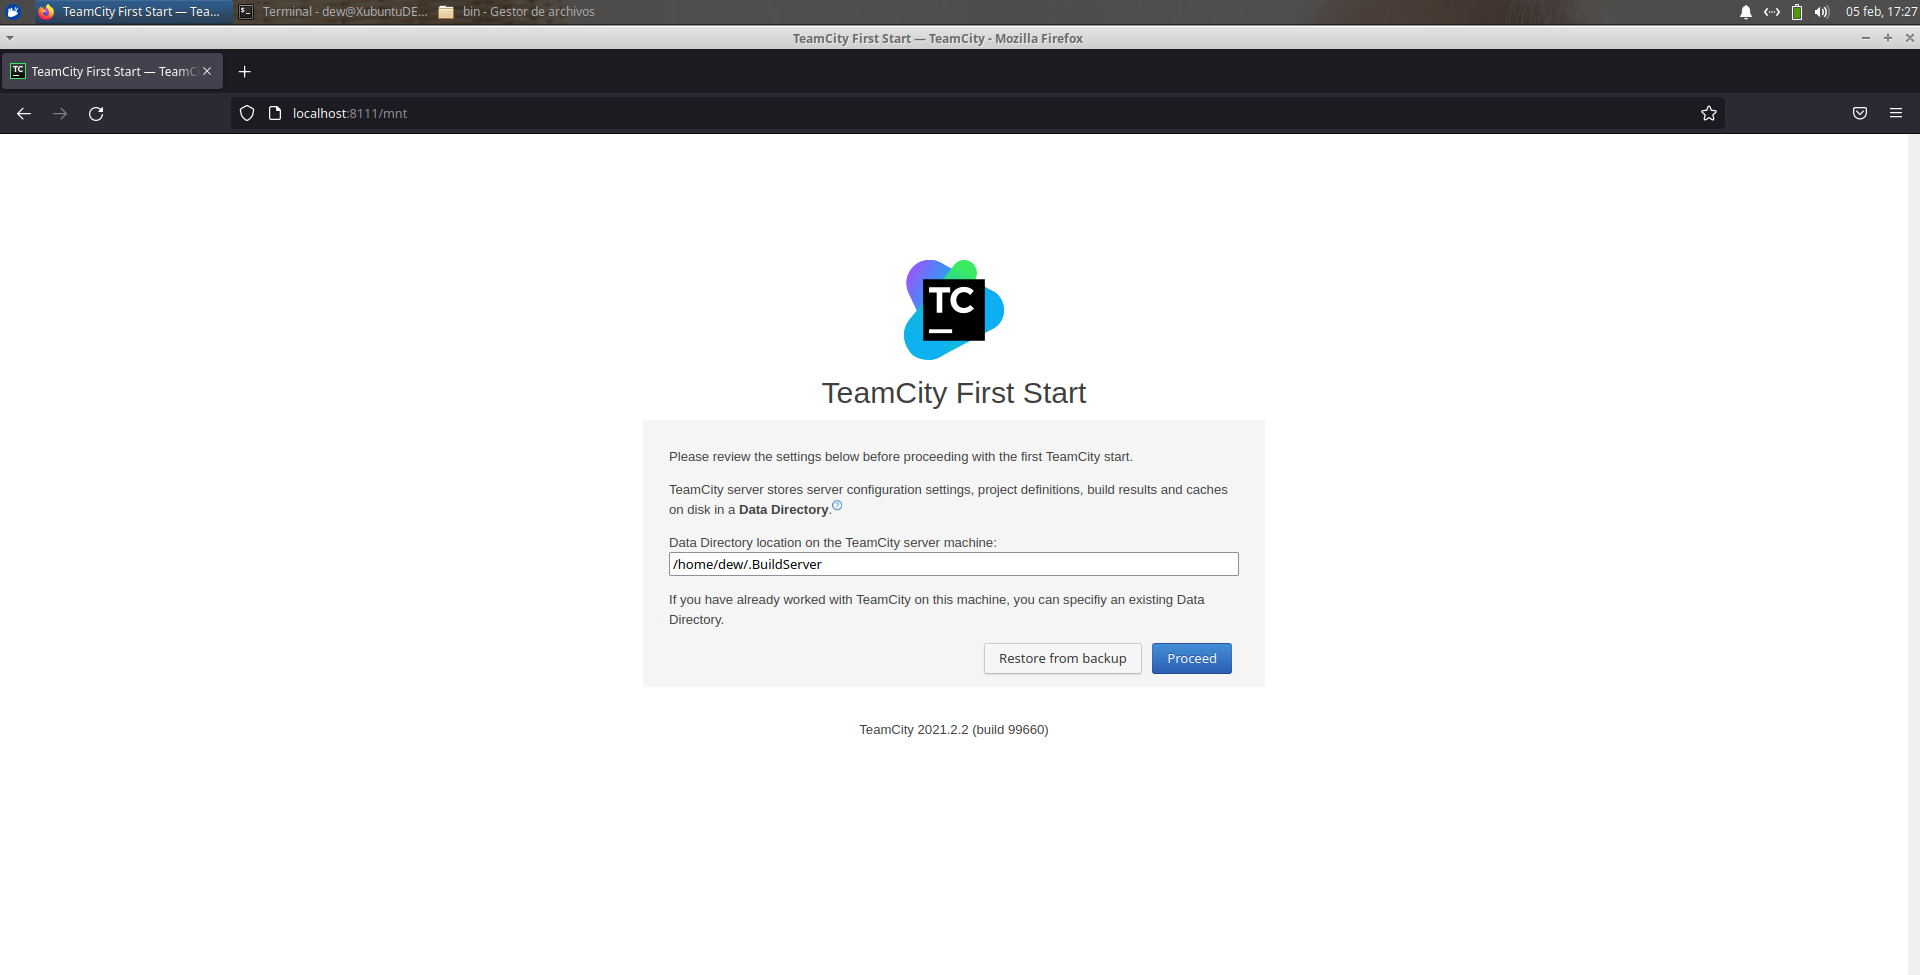 TeamCity First Start — Tea...
Terminal - dew@XubuntuDE...
bin - Gestor de archivos
05 feb, 17:27
TeamCity First Start — TeamCity - Mozilla Firefox
TC
TeamCity First Start — TeamCi
localhost:8111/mnt
TC
TeamCity First Start
Please review the settings below before proceeding with the first TeamCity start.
TeamCity server stores server configuration settings, project definitions, build results and caches
on disk in a Data Directory.?
Data Directory location on the TeamCity server machine:
/home/dew/.BuildServer
If you have already worked with TeamCity on this machine, you can specifiy an existing Data
Directory.
Restore from backup
Proceed
TeamCity 2021.2.2 (build 99660)